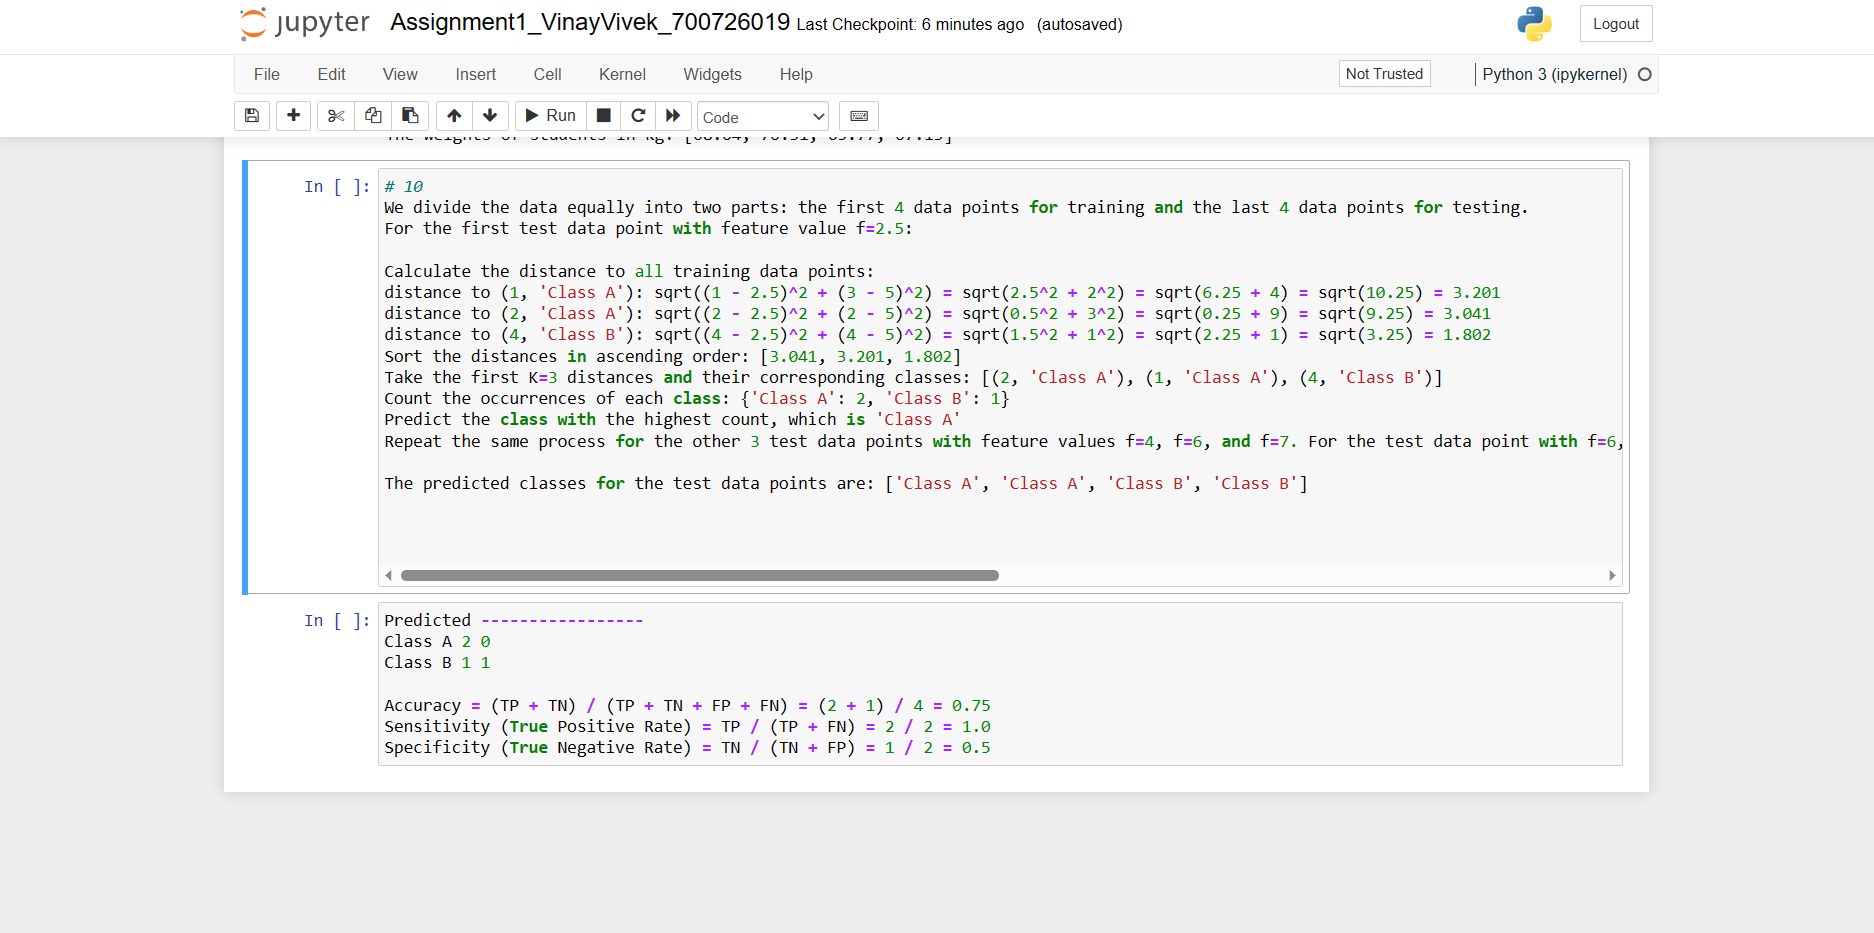 jupyter Assignment1_VinayVivek_700726019 Last Checkpoint: 6 minutes ago (autosaved)
Logout
File Edit View Insert Cell Kernel Widgets Help
Not Trusted
Python 3 (ipykernel)
Run
Code
In [ ]:
# 10
We divide the data equally into two parts: the first 4 data points for training and the last 4 data points for testing.
For the first test data point with feature value f=2.5:
Calculate the distance to all training data points:
distance to (1, 'Class A'): sqrt((1 - 2.5)^2 + (3 - 5)^2) = sqrt(2.5^2 + 2^2) = sqrt(6.25 + 4) = sqrt(10.25) = 3.201
distance to (2, 'Class A'): sqrt((2 - 2.5)^2 + (2 - 5)^2) = sqrt(0.5^2 + 3^2) = sqrt(0.25 + 9) = sqrt(9.25) = 3.041
distance to (4, 'Class B'): sqrt((4 - 2.5)^2 + (4 - 5)^2) = sqrt(1.5^2 + 1^2) = sqrt(2.25 + 1) = sqrt(3.25) = 1.802
Sort the distances in ascending order: [3.041, 3.201, 1.802]
Take the first K=3 distances and their corresponding classes: [(2, 'Class A'), (1, 'Class A'), (4, 'Class B')]
Count the occurrences of each class: {'Class A': 2, 'Class B': 1}
Predict the class with the highest count, which is 'Class A'
Repeat the same process for the other 3 test data points with feature values f=4, f=6, and f=7. For the test data point with f=6,
The predicted classes for the test data points are: ['Class A', 'Class A', 'Class B', 'Class B']
In [ ]:
Predicted -----------------
Class A 2 0
Class B 1 1
Accuracy = (TP + TN) / (TP + TN + FP + FN) = (2 + 1) / 4 = 0.75
Sensitivity (True Positive Rate) = TP / (TP + FN) = 2 / 2 = 1.0
Specificity (True Negative Rate) = TN / (TN + FP) = 1 / 2 = 0.5